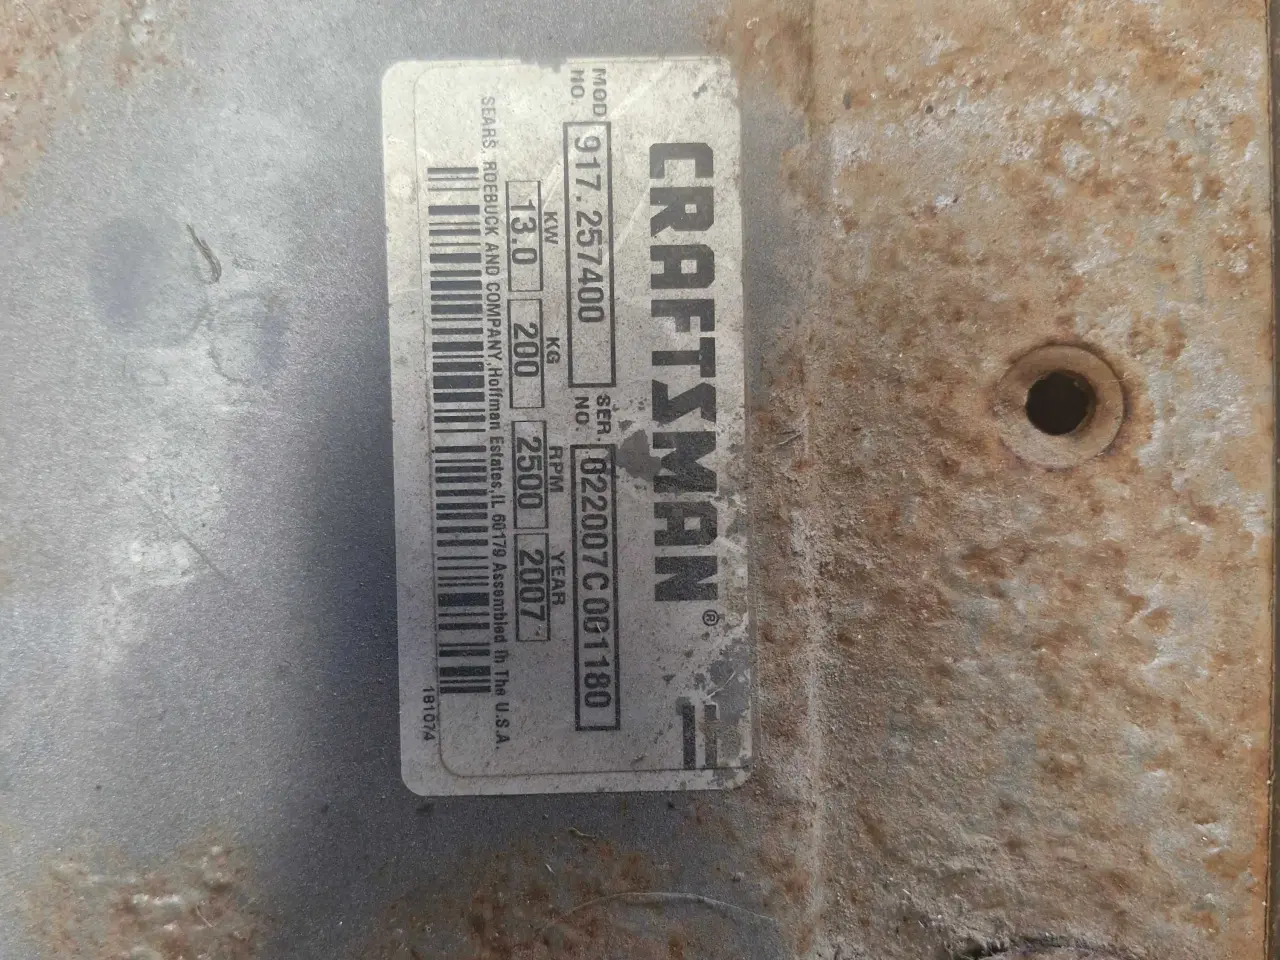 CRAFTSMAN®
MOD. NO. 917.257400 SER. NO. 022007C 001180
KW KG RPM YEAR
13.0 200 2500 2007
SEARS, ROEBUCK AND COMPANY, Hoffman Estates, IL 60179 Assembled in The U.S.A.
181074